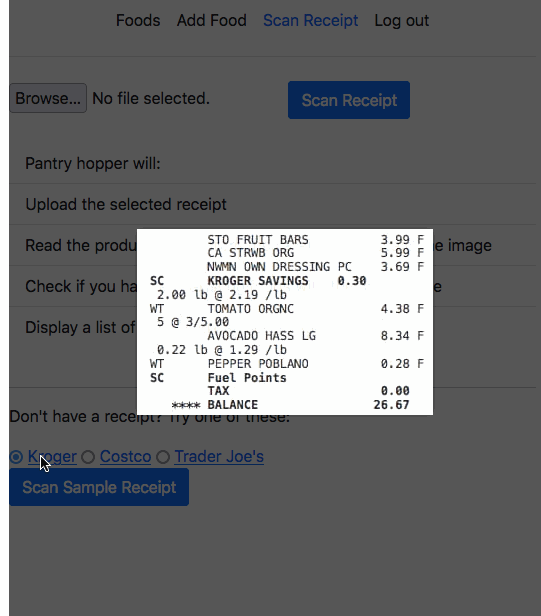 Foods Add Food Scan Receipt Log out
Browse... No file selected. Scan Receipt
Pantry hopper will:
Upload the selected receipt
Read the produ e image
Check if you ha e
Display a list of
STO FRUIT BARS 3.99 F
CA STRWB ORG 5.99 F
NWMN OWN DRESSING PC 3.69 F
SC KROGER SAVINGS 0.30
2.00 lb @ 2.19 /lb
WT TOMATO ORGNC 4.38 F
5 @ 3/5.00
AVOCADO HASS LG 8.34 F
0.22 lb @ 1.29 /lb
WT PEPPER POBLANO 0.28 F
SC Fuel Points
TAX 0.00
**** BALANCE 26.67
Don't have a receipt? Try one of these:
Kroger Costco Trader Joe's
Scan Sample Receipt